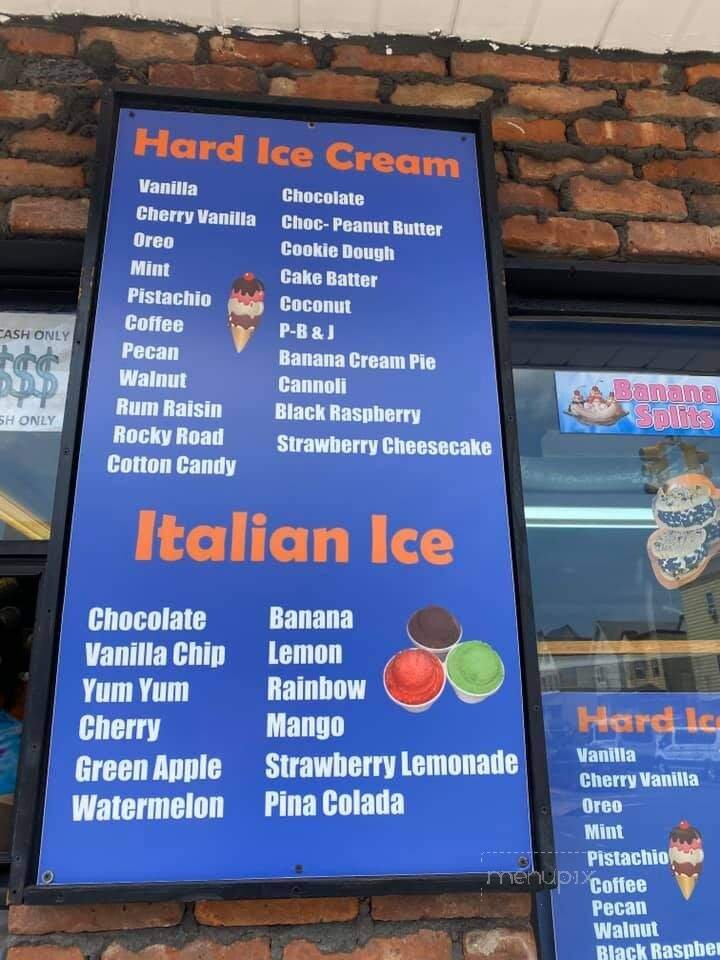 Hard Ice Cream
Vanilla
Cherry Vanilla
Oreo
Mint
Pistachio
Coffee
Pecan
Walnut
Rum Raisin
Rocky Road
Cotton Candy
Chocolate
Choc- Peanut Butter
Cookie Dough
Cake Batter
Coconut
P-B & J
Banana Cream Pie
Cannoli
Black Raspberry
Strawberry Cheesecake
Italian Ice
Chocolate
Vanilla Chip
Yum Yum
Cherry
Green Apple
Watermelon
Banana
Lemon
Rainbow
Mango
Strawberry Lemonade
Pina Colada
CASH ONLY
$$$
SH ONLY
Banana
Splits
Hard Ic
Vanilla
Cherry Vanilla
Oreo
Mint
Pistachio
Coffee
Pecan
Walnut
Black Raspber
menupix